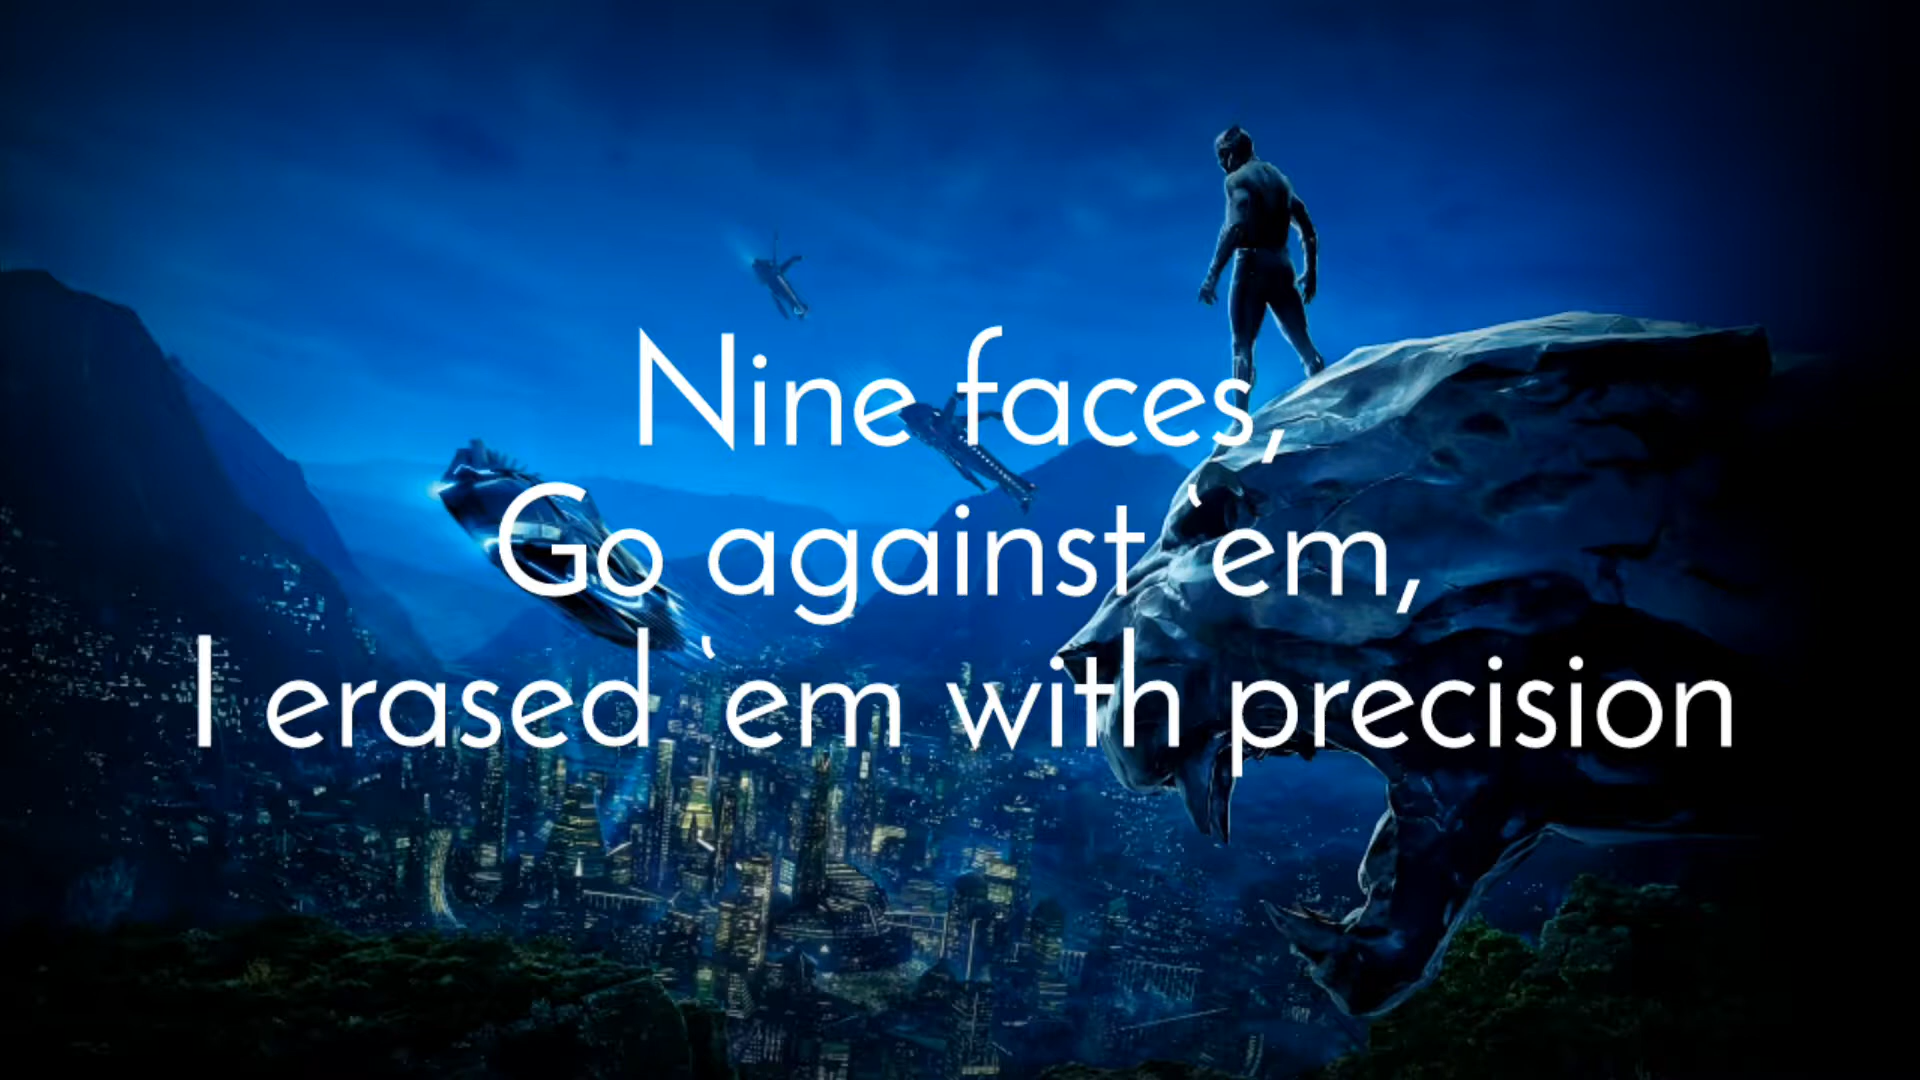 Nine faces,
Go against ‘em,
I erased ‘em with precision